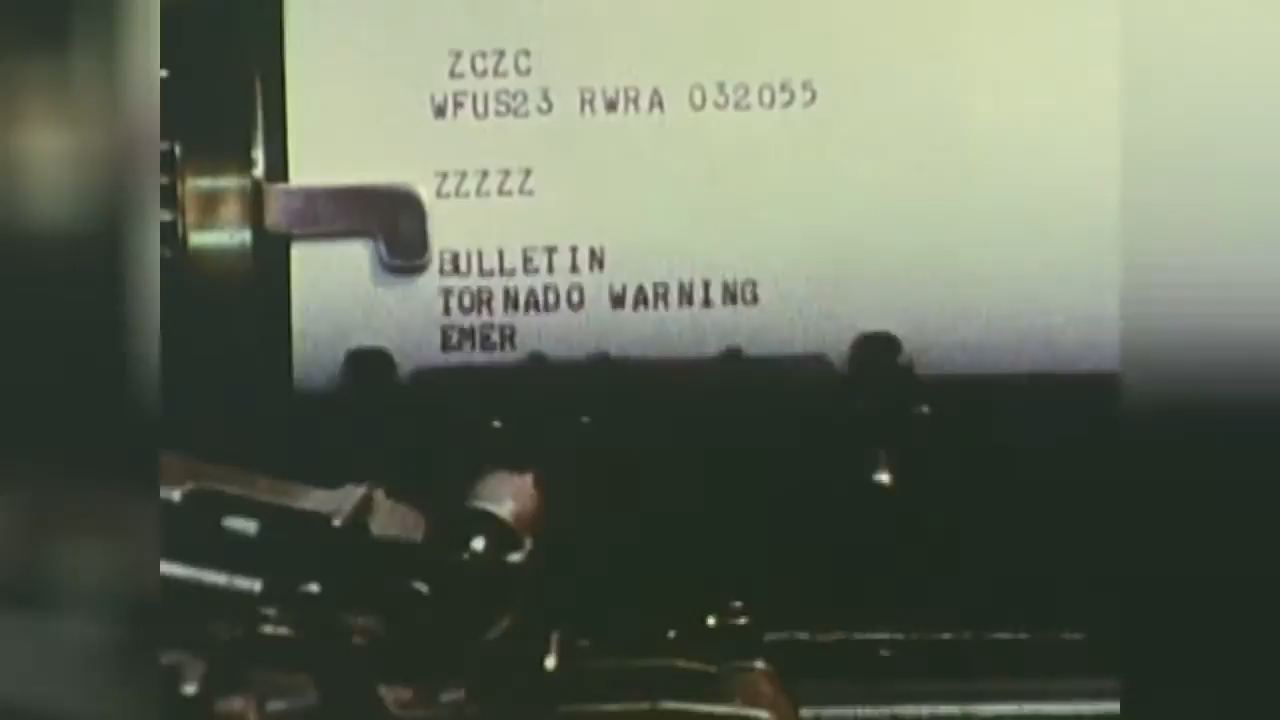 ZCZC
WFUS23 RWRA 032055
ZZZZZ
BULLETIN
TORNADO WARNING
EMER